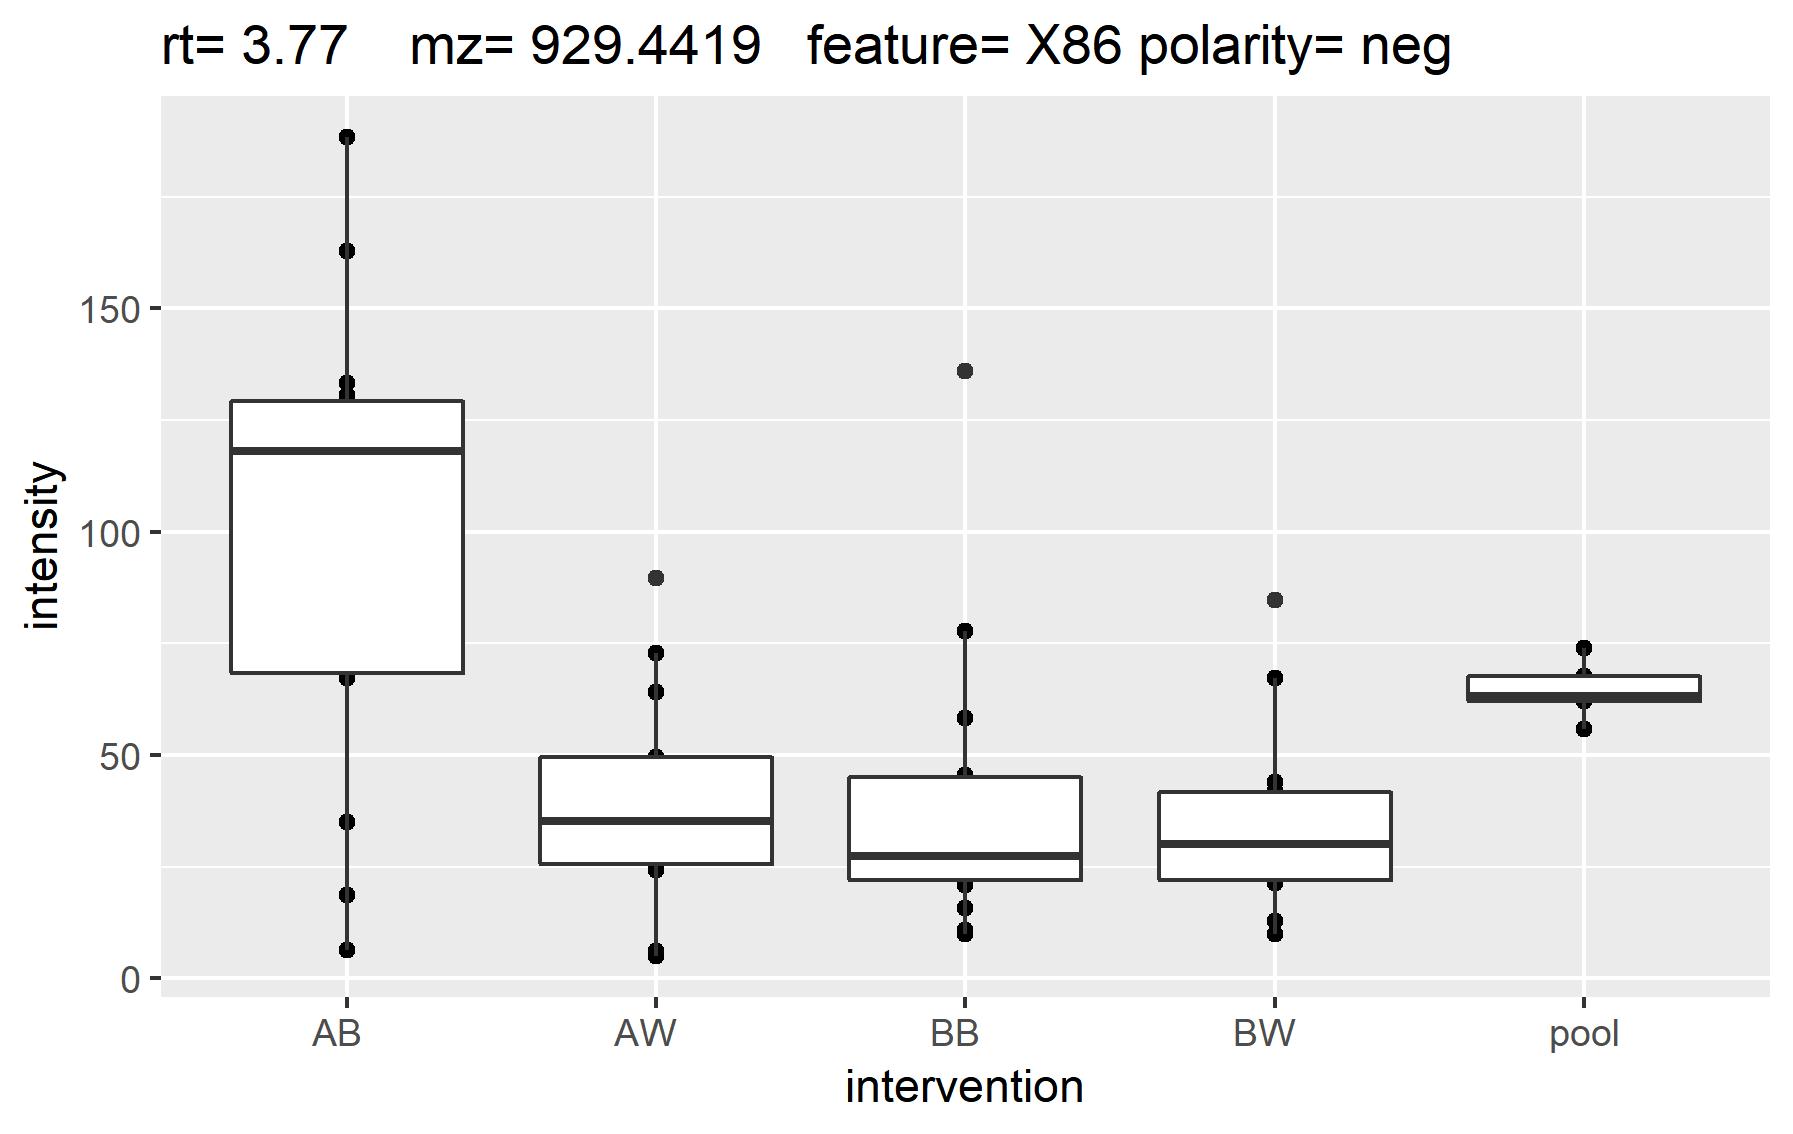 rt= 3.77 mz= 929.4419 feature= X86 polarity= neg
intensity
150
100
50
0
AB AW BB BW pool
intervention